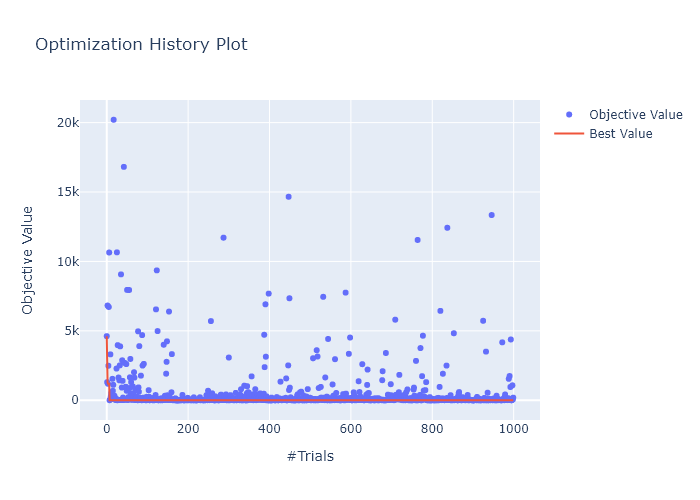 Optimization History Plot
Objective Value
Best Value
20k
15k
10k
5k
0
Objective Value
0
200
400
600
800
1000
#Trials